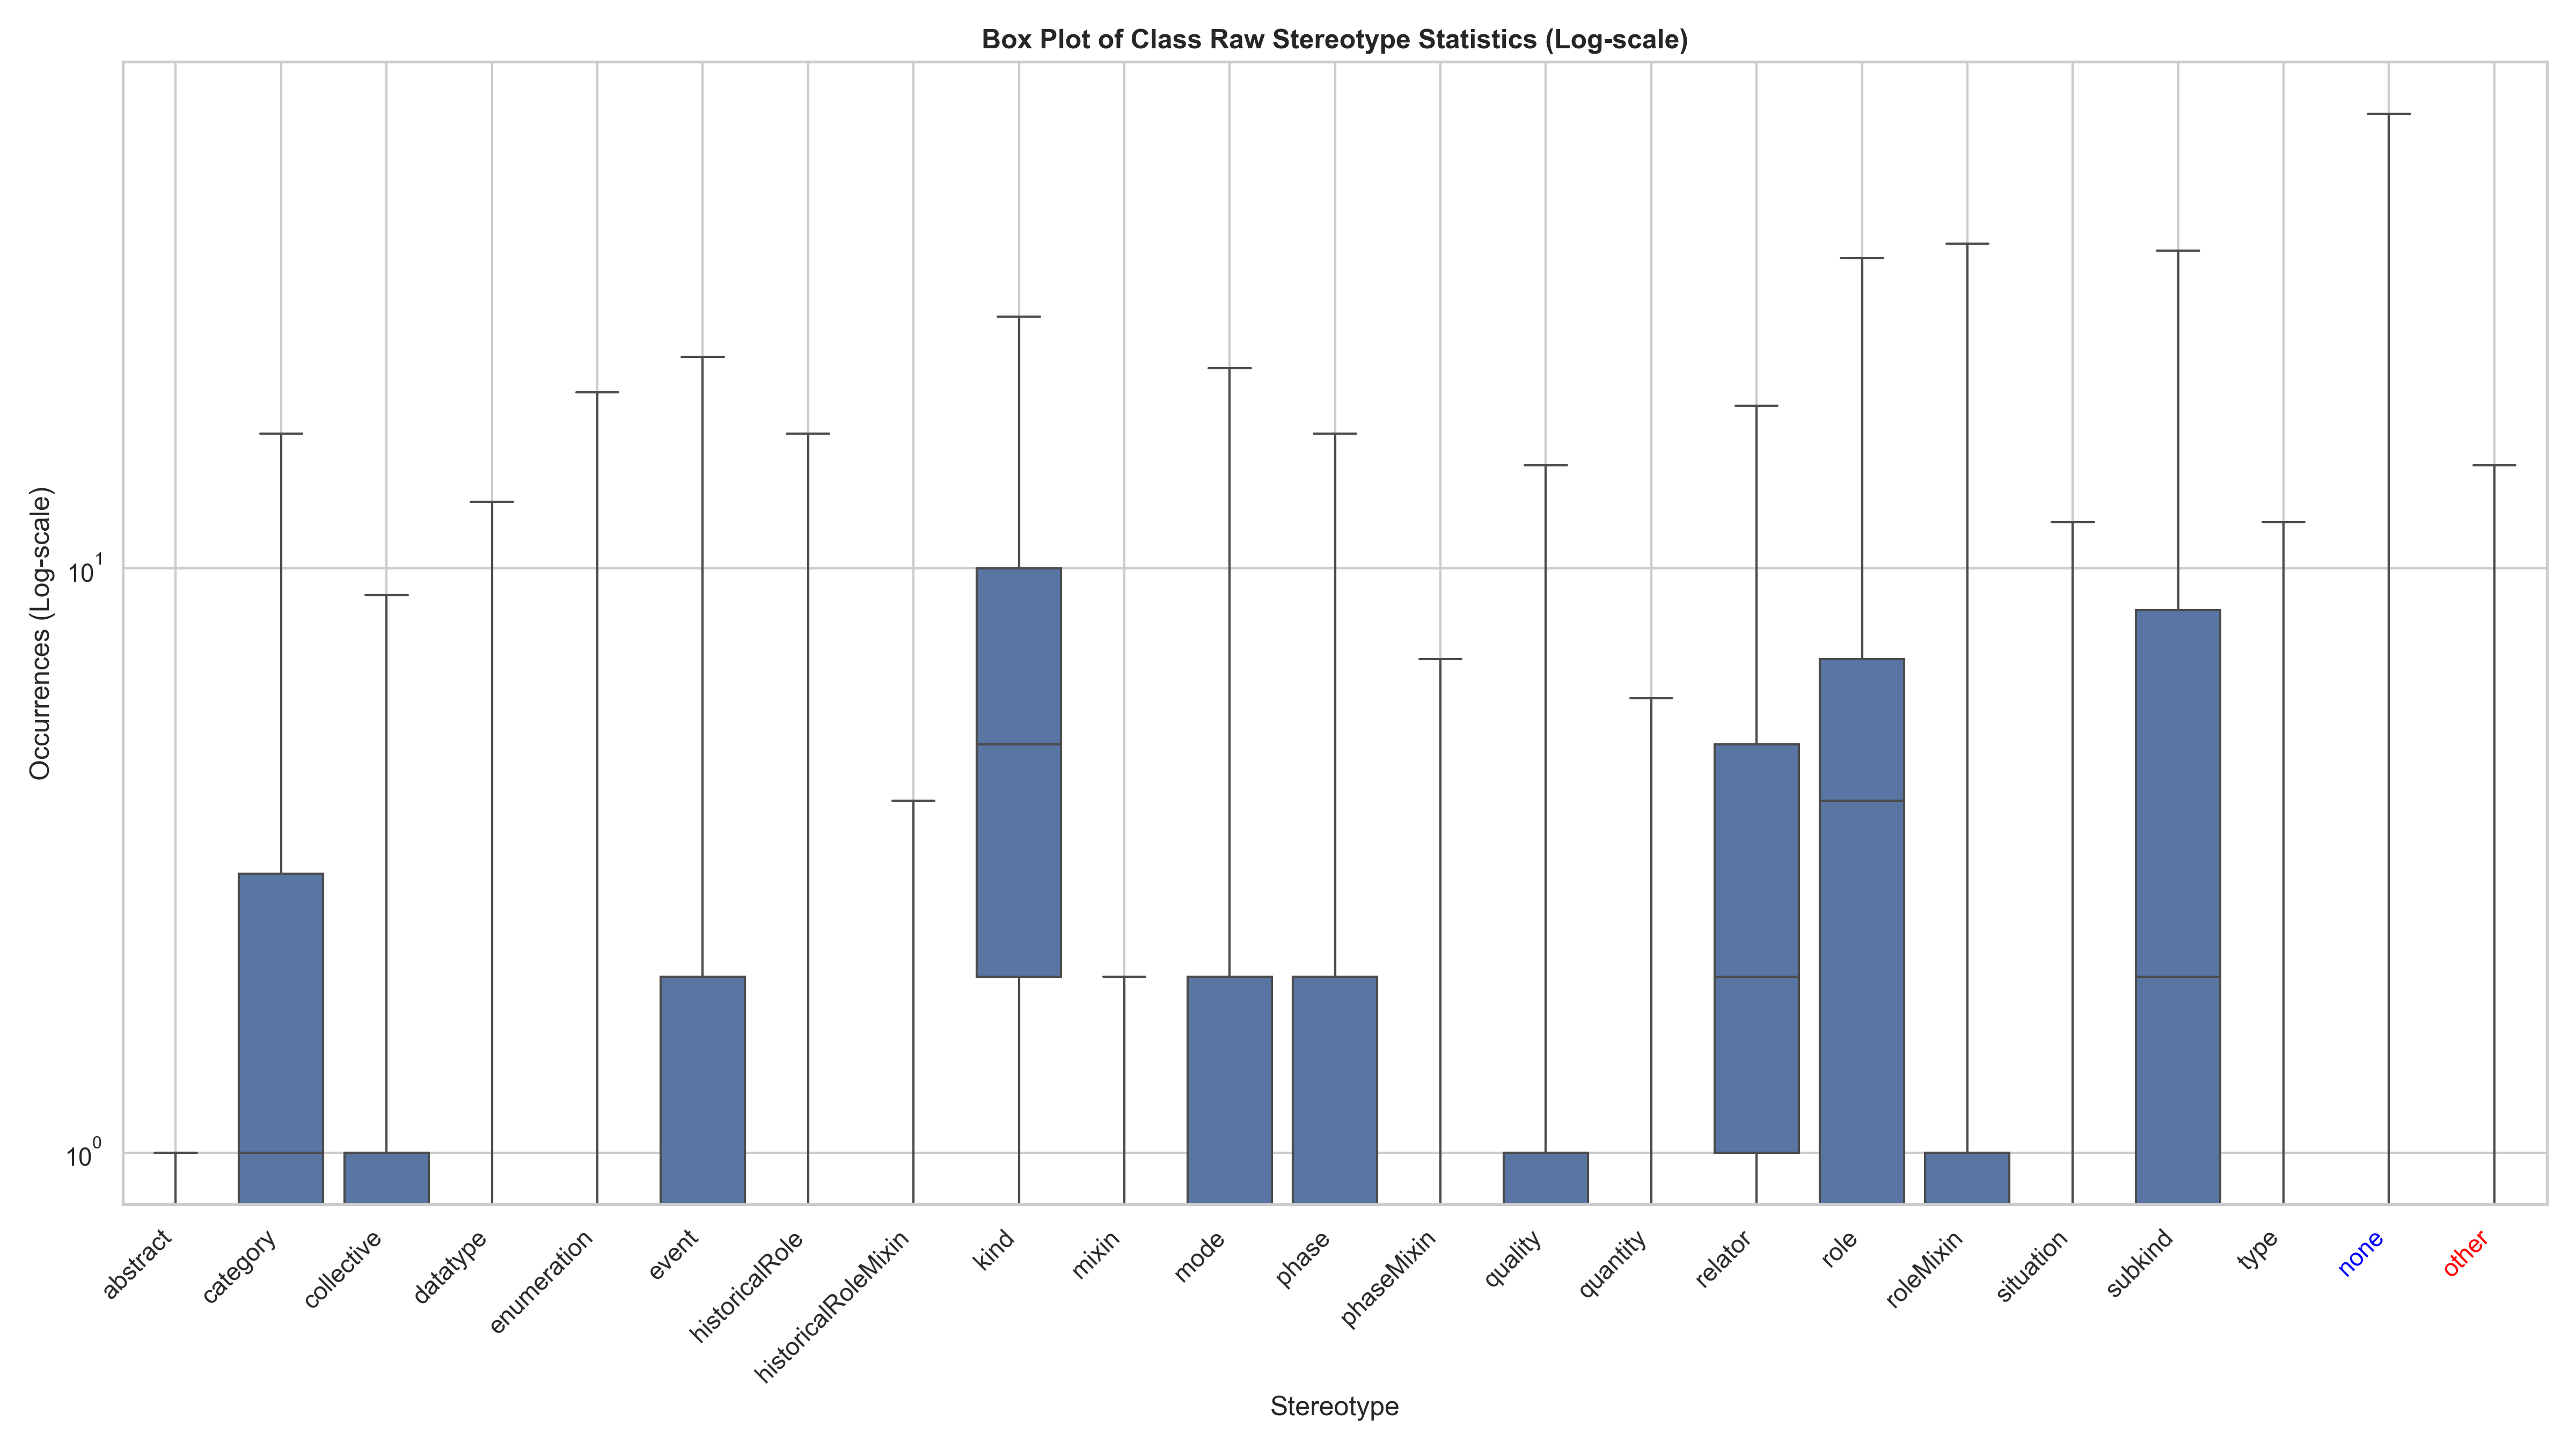 Box Plot of Class Raw Stereotype Statistics (Log-scale)
Occurrences (Log-scale)
10^1
10^0
abstract
category
collective
datatype
enumeration
event
historicalRole
historicalRoleMixin
kind
mixin
mode
phase
phaseMixin
quality
quantity
relator
role
roleMixin
situation
subkind
type
none
other
Stereotype